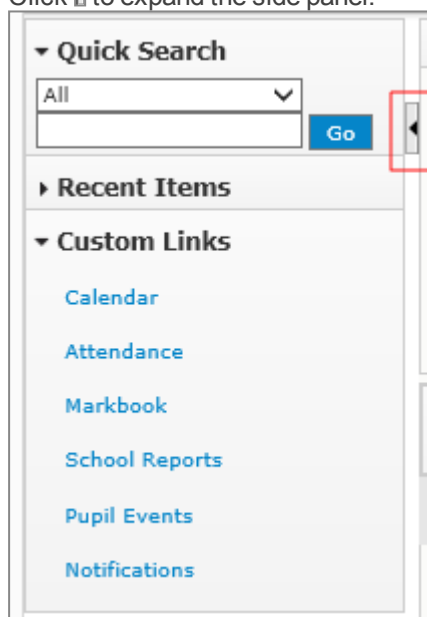 Click to expand the side panel.
Quick Search
All
Go
Recent Items
Custom Links
Calendar
Attendance
Markbook
School Reports
Pupil Events
Notifications